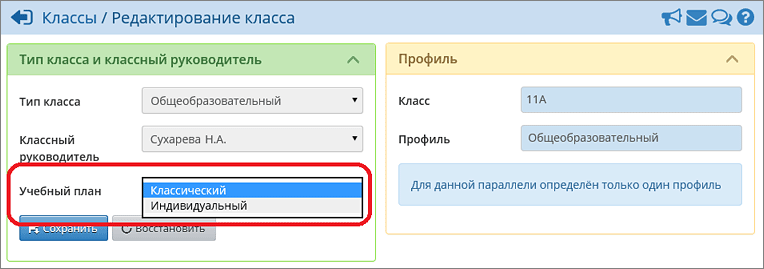 Классы / Редактирование класса
Тип класса и классный руководитель
Тип класса
Общеобразовательный
Классный руководитель
Сухарева Н.А.
Учебный план
Классический
Индивидуальный
Сохранить
Восстановить
Профиль
Класс
11А
Профиль
Общеобразовательный
Для данной параллели определён только один профиль